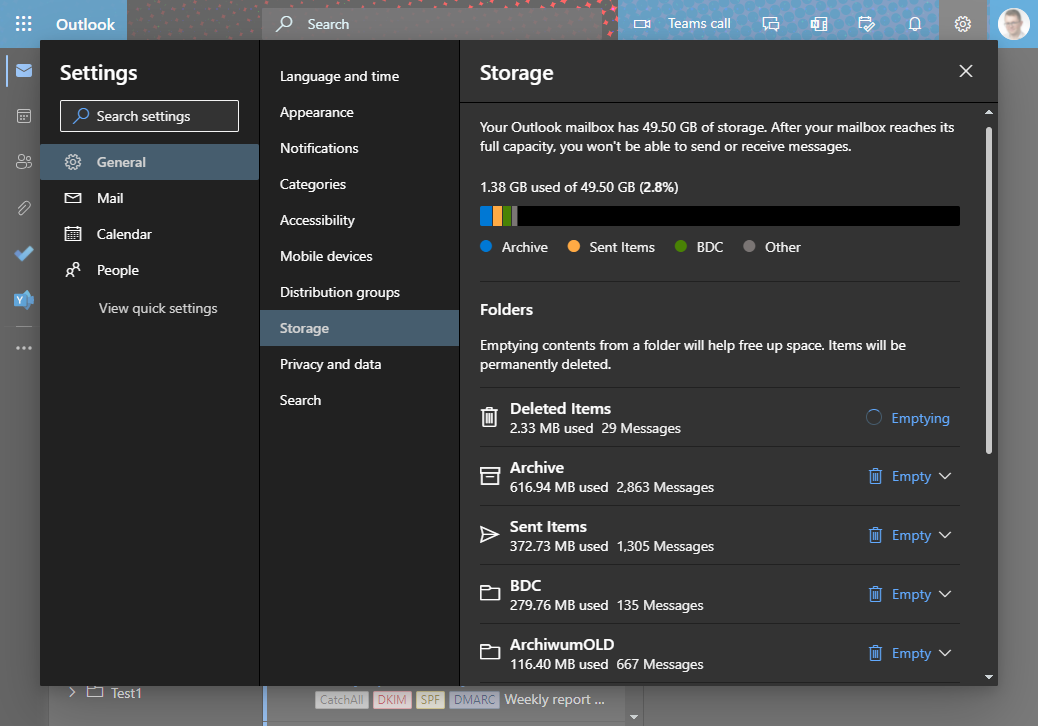 Outlook
Search
Teams call
Settings
Search settings
General
Mail
Calendar
People
View quick settings
Language and time
Appearance
Notifications
Categories
Accessibility
Mobile devices
Distribution groups
Storage
Privacy and data
Search
Storage
Your Outlook mailbox has 49.50 GB of storage. After your mailbox reaches its
full capacity, you won't be able to send or receive messages.
1.38 GB used of 49.50 GB (2.8%)
Archive Sent Items BDC Other
Folders
Emptying contents from a folder will help free up space. Items will be
permanently deleted.
Deleted Items
2.33 MB used 29 Messages
Emptying
Archive
616.94 MB used 2,863 Messages
Empty
Sent Items
372.73 MB used 1,305 Messages
Empty
BDC
279.76 MB used 135 Messages
Empty
ArchiwumOLD
116.40 MB used 667 Messages
Empty
Test1
CatchAll DKIM SPF DMARC Weekly report ...